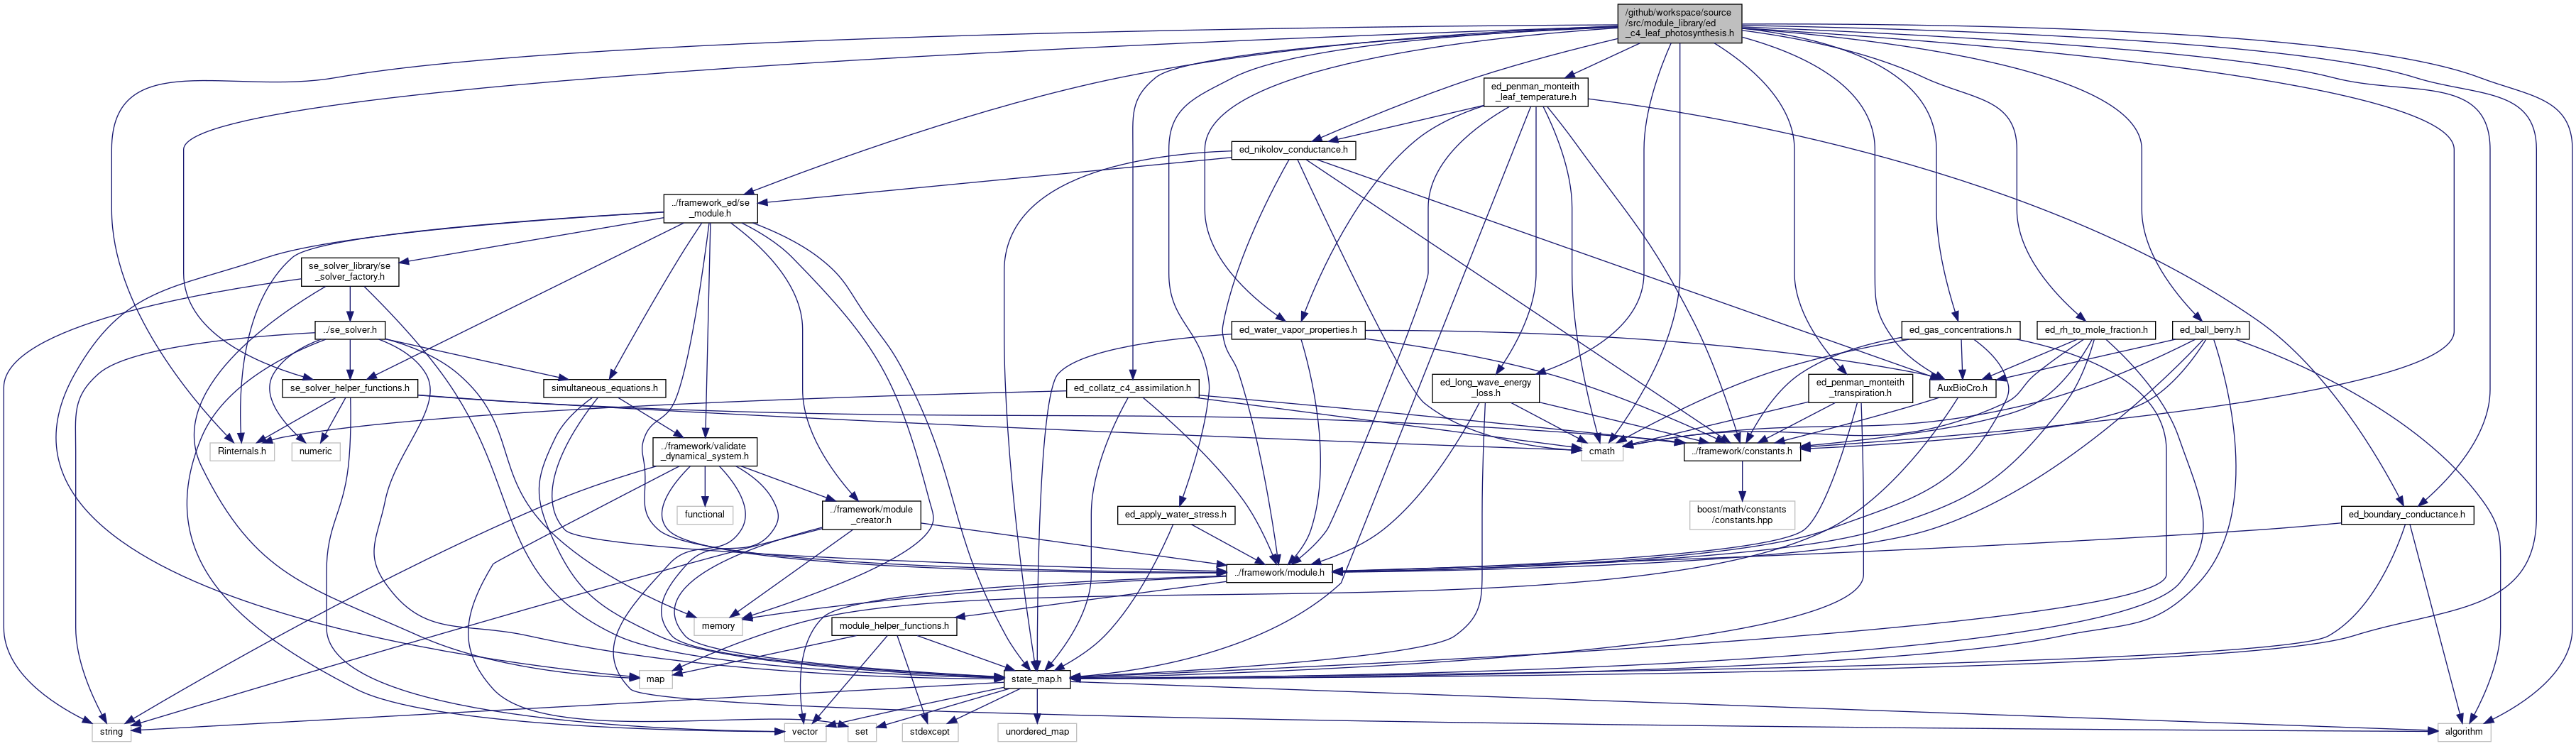 /github/workspace/source
/src/module_library/ed
_c4_leaf_photosynthesis.h
ed_penman_monteith
_leaf_temperature.h
ed_nikolov_conductance.h
../framework_ed/se
_module.h
se_solver_library/se
_solver_factory.h
../se_solver.h
ed_water_vapor_properties.h
ed_gas_concentrations.h
ed_rh_to_mole_fraction.h
ed_ball_berry.h
se_solver_helper_functions.h
simultaneous_equations.h
ed_collatz_c4_assimilation.h
ed_long_wave_energy
_loss.h
ed_penman_monteith
_transpiration.h
AuxBioCro.h
Rinternals.h
numeric
../framework/validate
_dynamical_system.h
cmath
../framework/constants.h
functional
../framework/module
_creator.h
ed_apply_water_stress.h
boost/math/constants
/constants.hpp
ed_boundary_conductance.h
../framework/module.h
memory
module_helper_functions.h
map
state_map.h
string
vector
set
stdexcept
unordered_map
algorithm